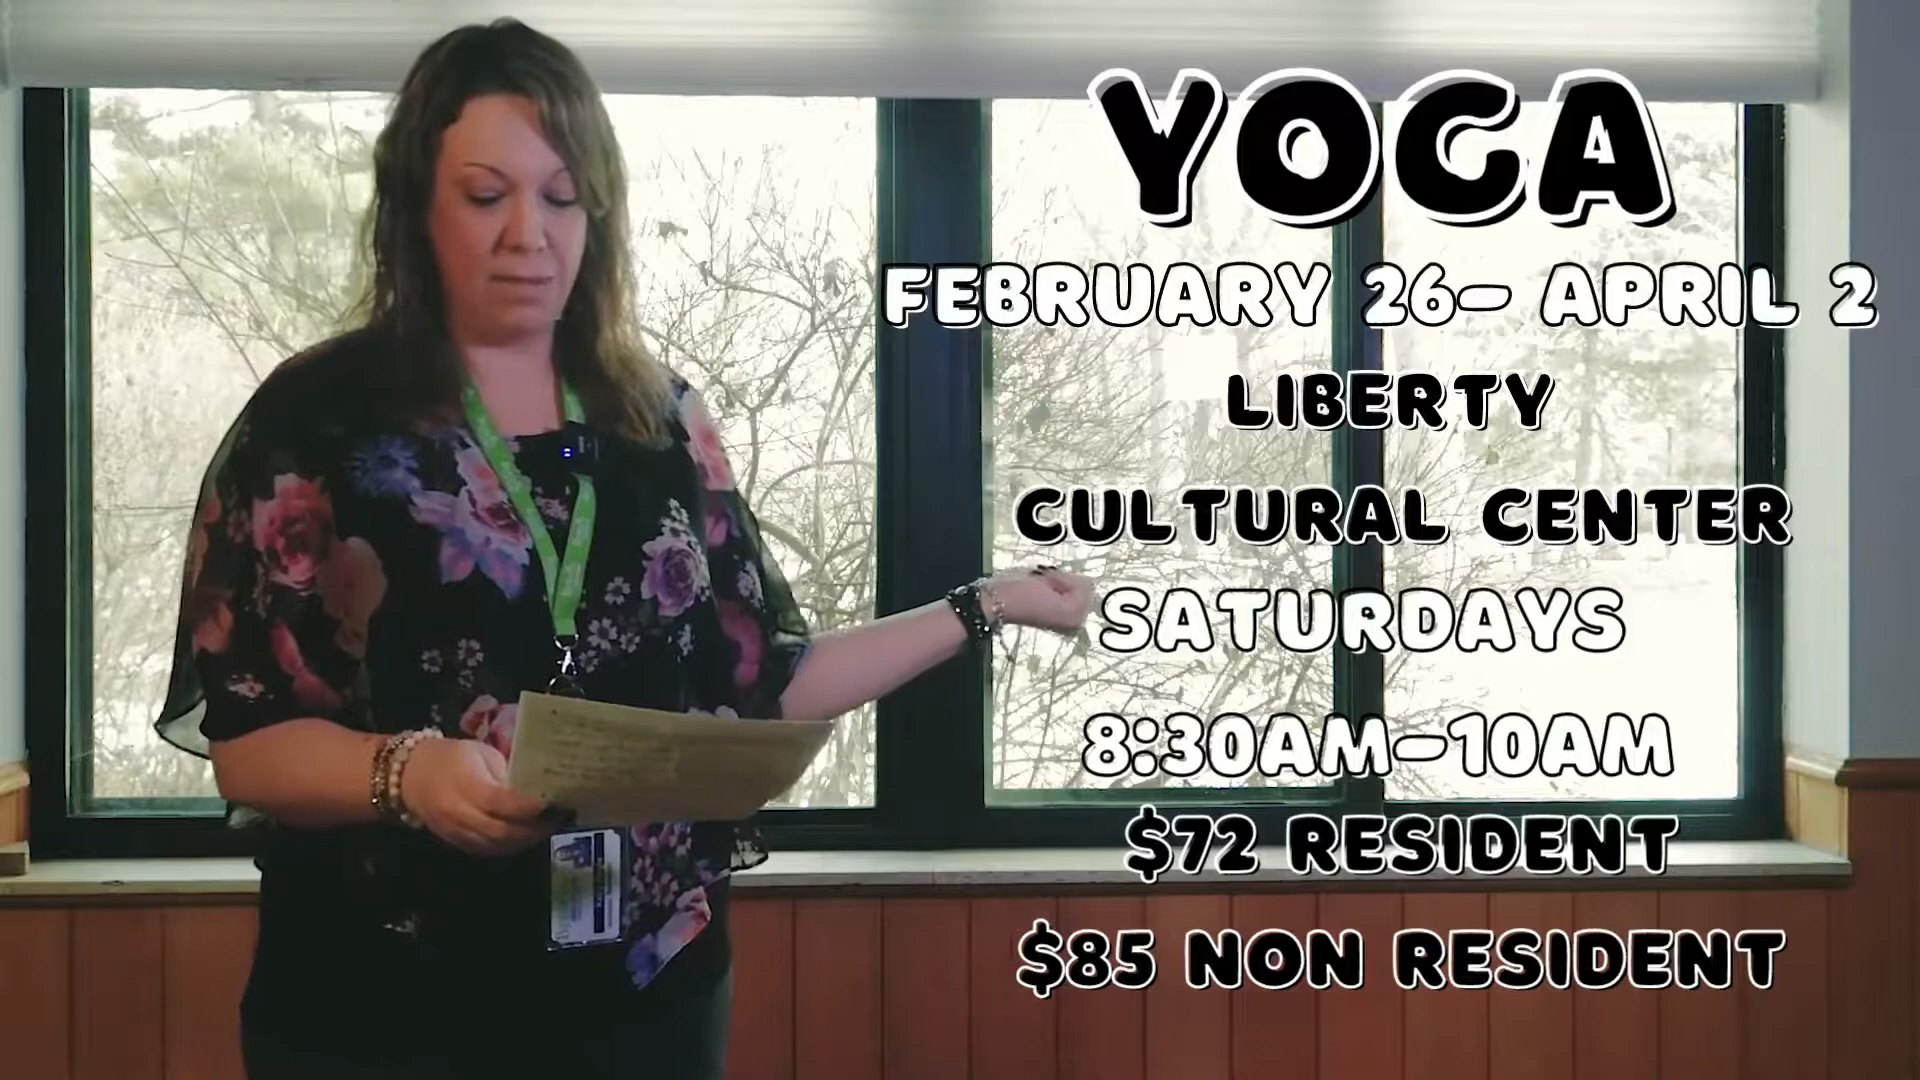 YOGA
FEBRUARY 26- APRIL 2
LIBERTY
CULTURAL CENTER
SATURDAYS
8:30AM-10AM
$72 RESIDENT
$85 NON RESIDENT